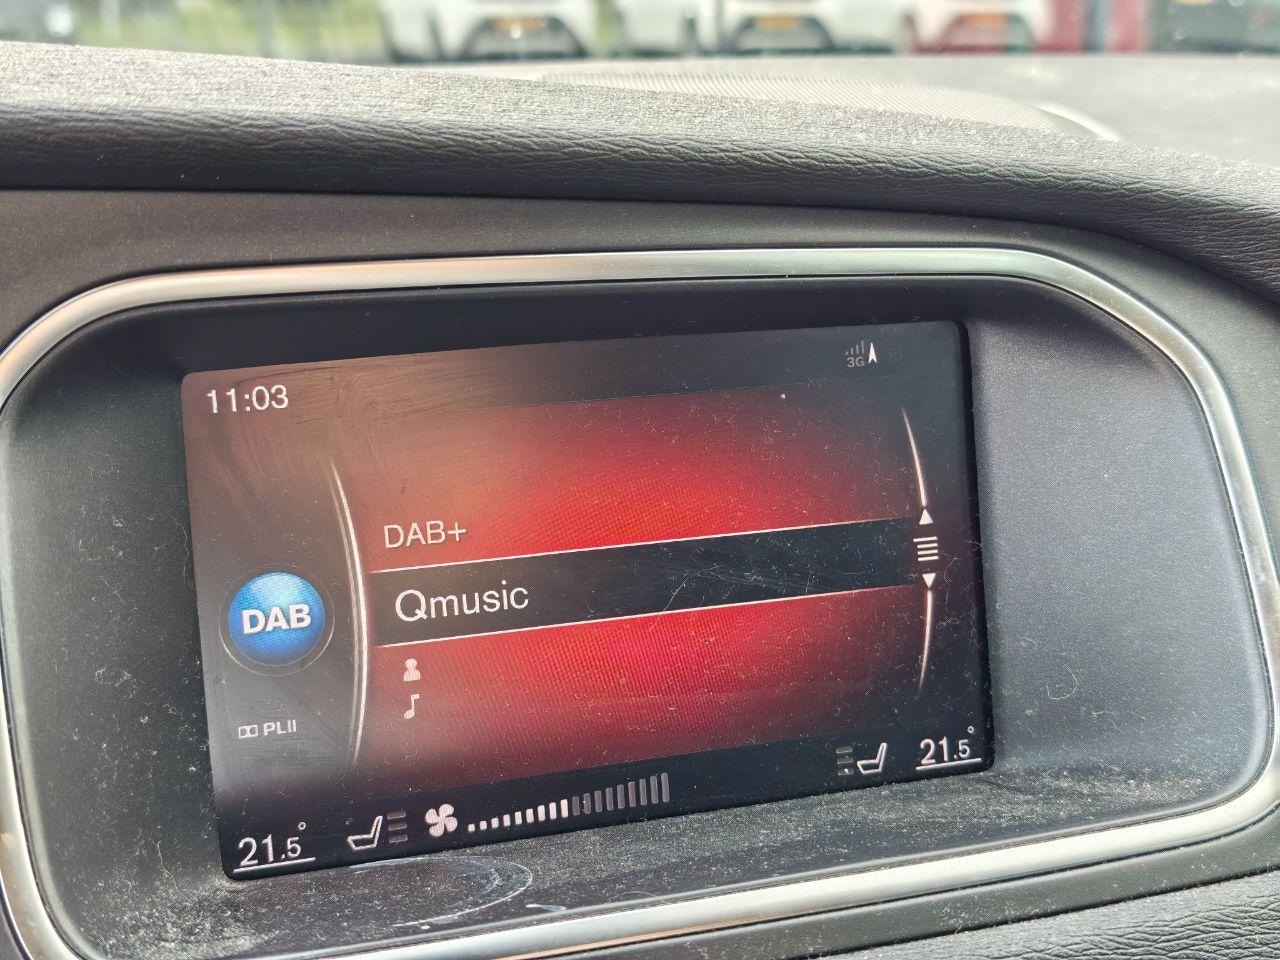 11:03
3G
DAB+
Qmusic
DAB
PLII
21.5°
21.5°